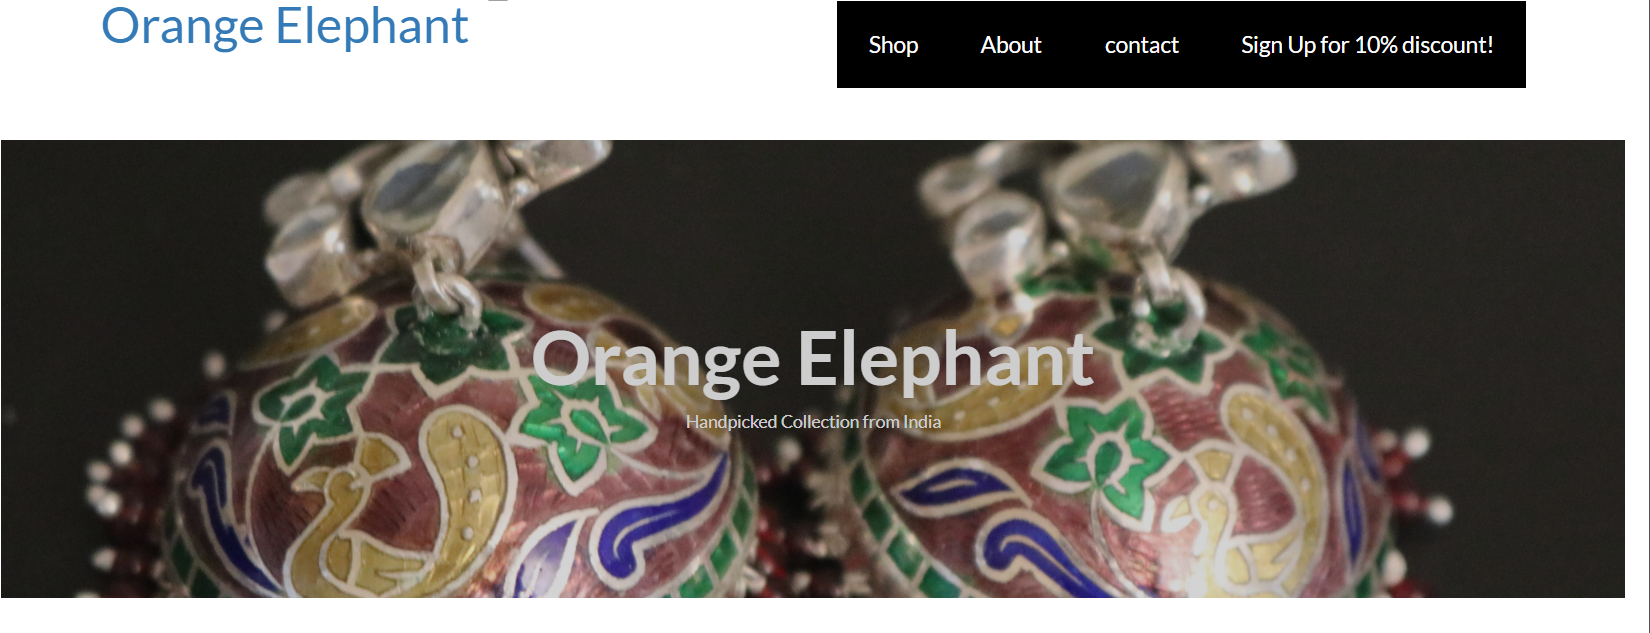 Orange Elephant
Shop About contact Sign Up for 10% discount!
Orange Elephant
Handpicked Collection from India